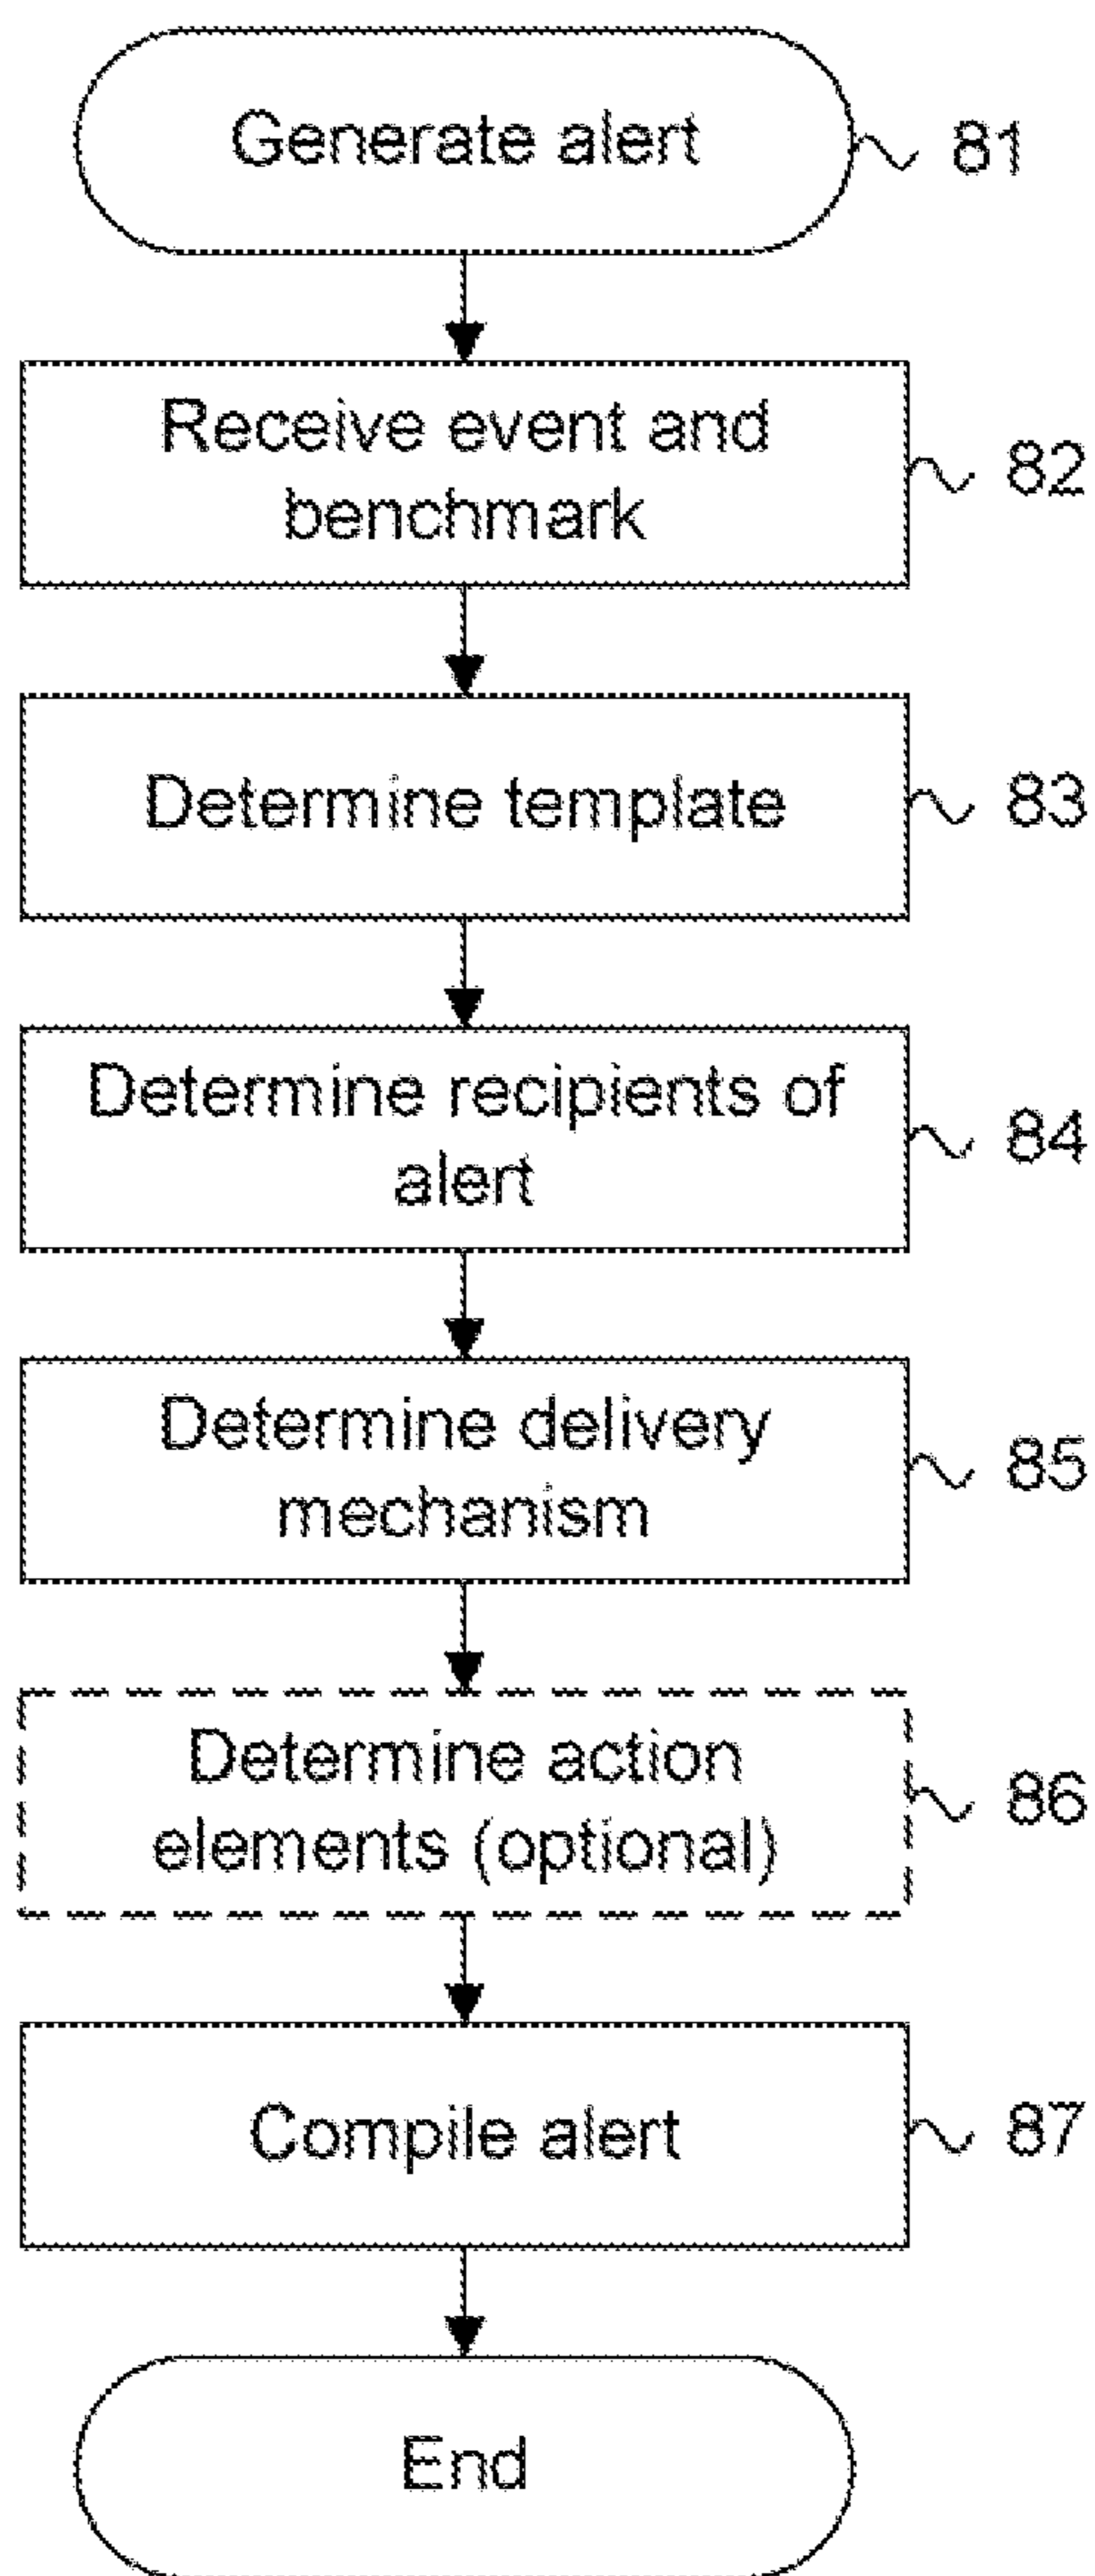 Generate alert
81
Receive event and
benchmark
82
Determine template
83
Determine recipients of
alert
84
Determine delivery
mechanism
85
Determine action
elements (optional)
86
Compile alert
87
End